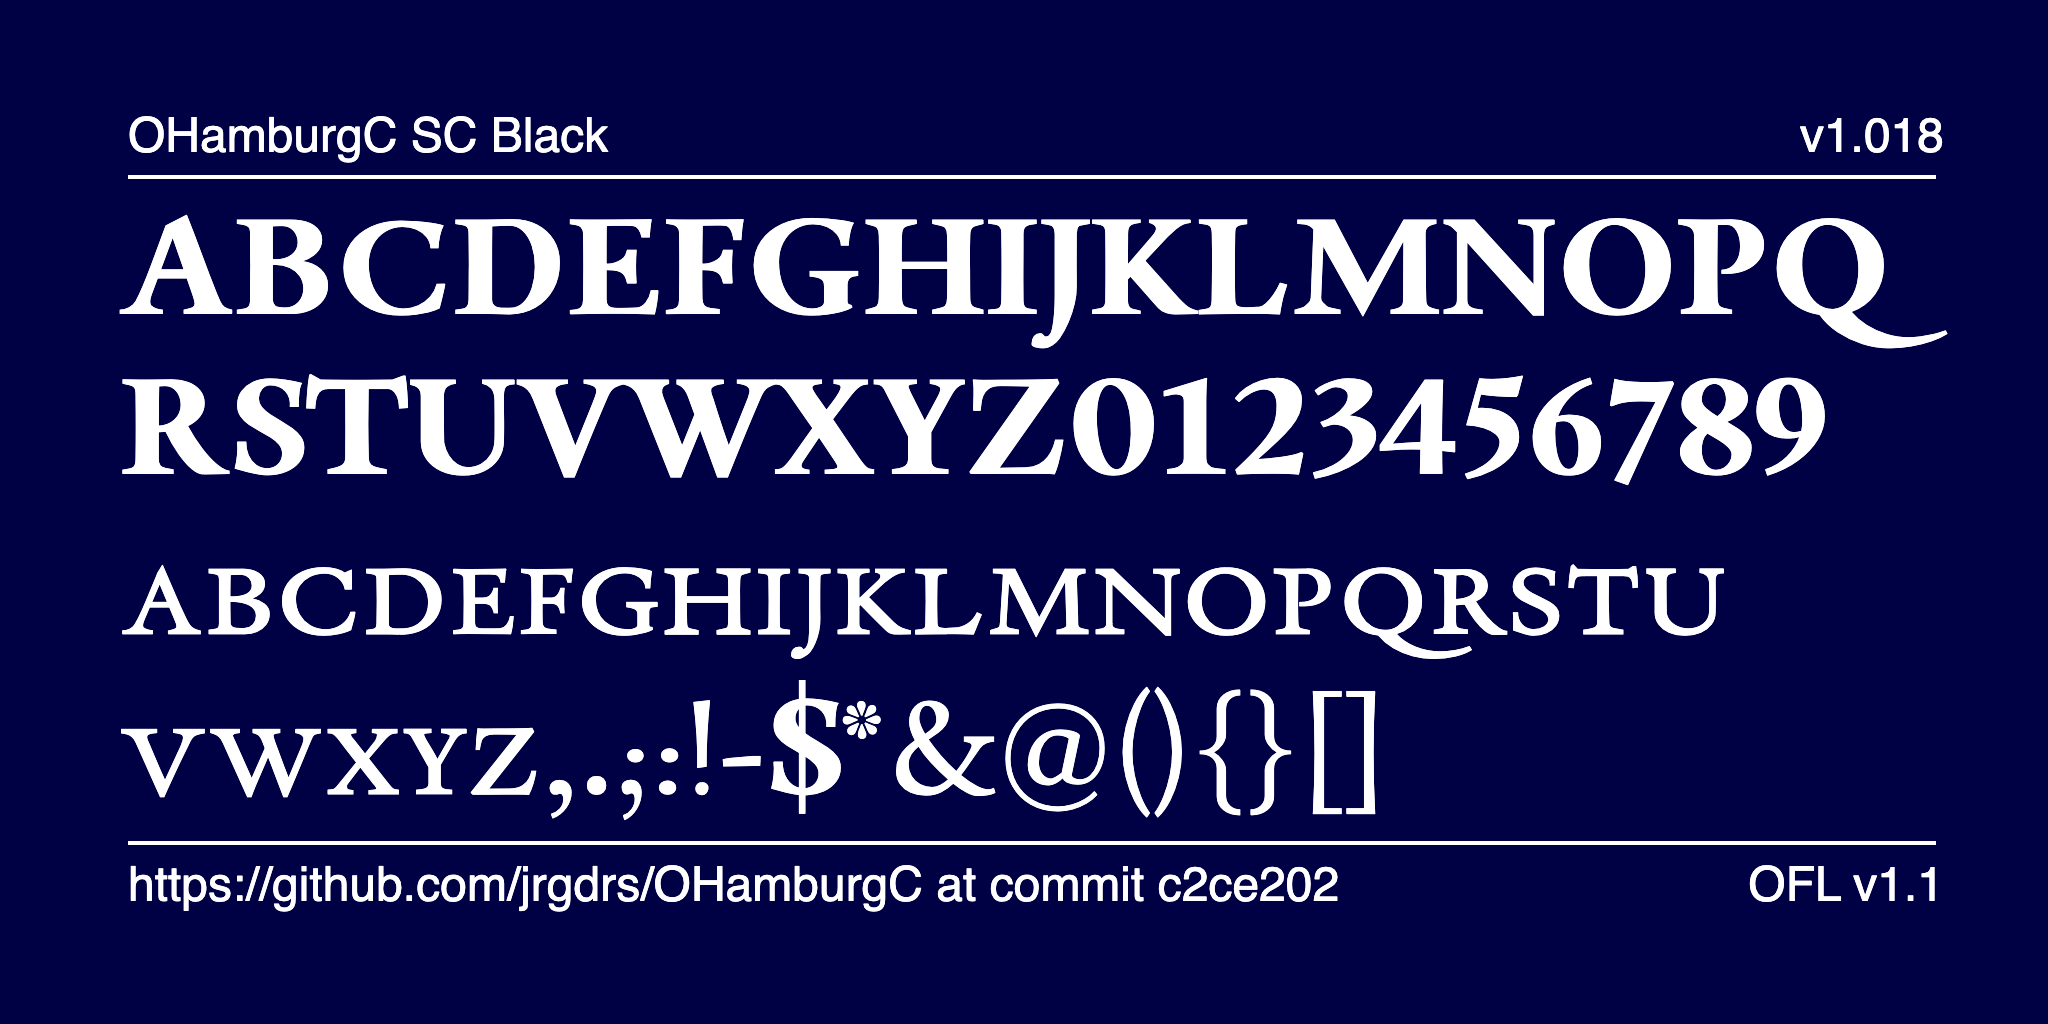 OHamburgC SC Black
v1.018
ABCDEFGHIJKLMNOPQ
RSTUVWXYZ0123456789
ABCDEFGHIJKLMNOPQRSTU
VWXYZ,.;:!-$*&@(){}[]
https://github.com/jrgdrs/OHamburgC at commit c2ce202
OFL v1.1